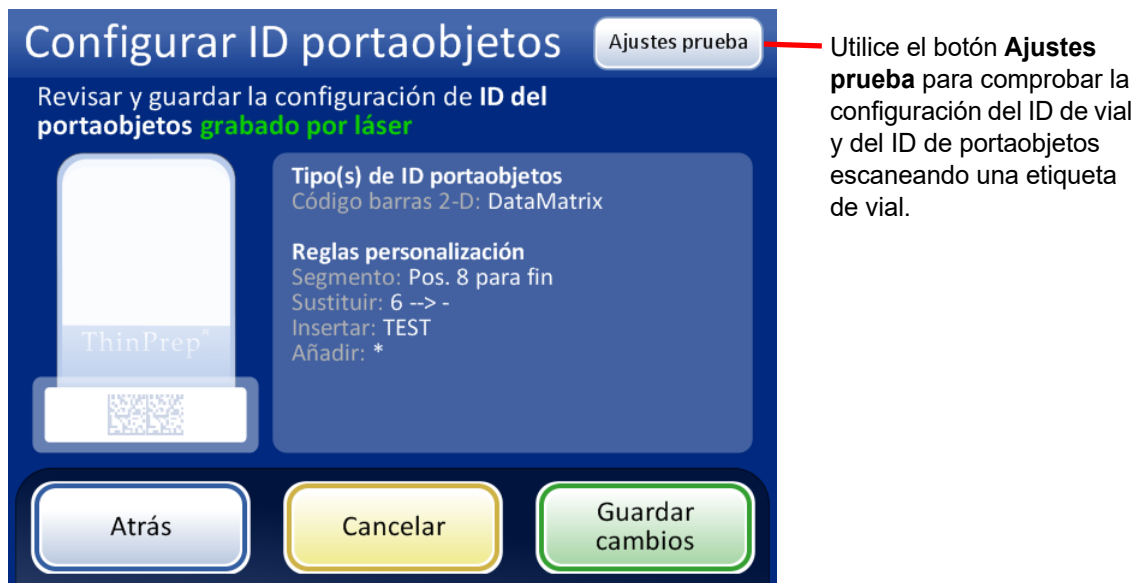 Configurar ID portaobjetos
Ajustes prueba
Utilice el botón Ajustes
prueba para comprobar la
configuración del ID de vial
y del ID de portaobjetos
escaneando una etiqueta
de vial.
Revisar y guardar la configuración de ID del
portaobjetos grabado por láser
ThinPrep®
Tipo(s) de ID portaobjetos
Código barras 2-D: DataMatrix
Reglas personalización
Segmento: Pos. 8 para fin
Sustituir: 6 --> -
Insertar: TEST
Añadir: *
Atrás
Cancelar
Guardar
cambios